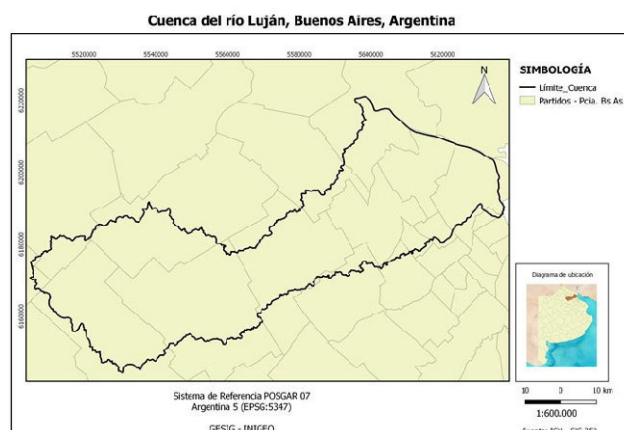 Cuenca del río Luján, Buenos Aires, Argentina
5520000 5540000 5560000 5580000 5600000 5620000
6220000
6200000
6180000
6160000
N
SIMBOLOGÍA
Límite_Cuenca
Partidos - Pcia. Bs As
Diagrama de ubicación
10 0 10 km
1:600.000
Sistema de Referencia POSGAR 07
Argentina 5 (EPSG:5347)
GESIG - INIGEO